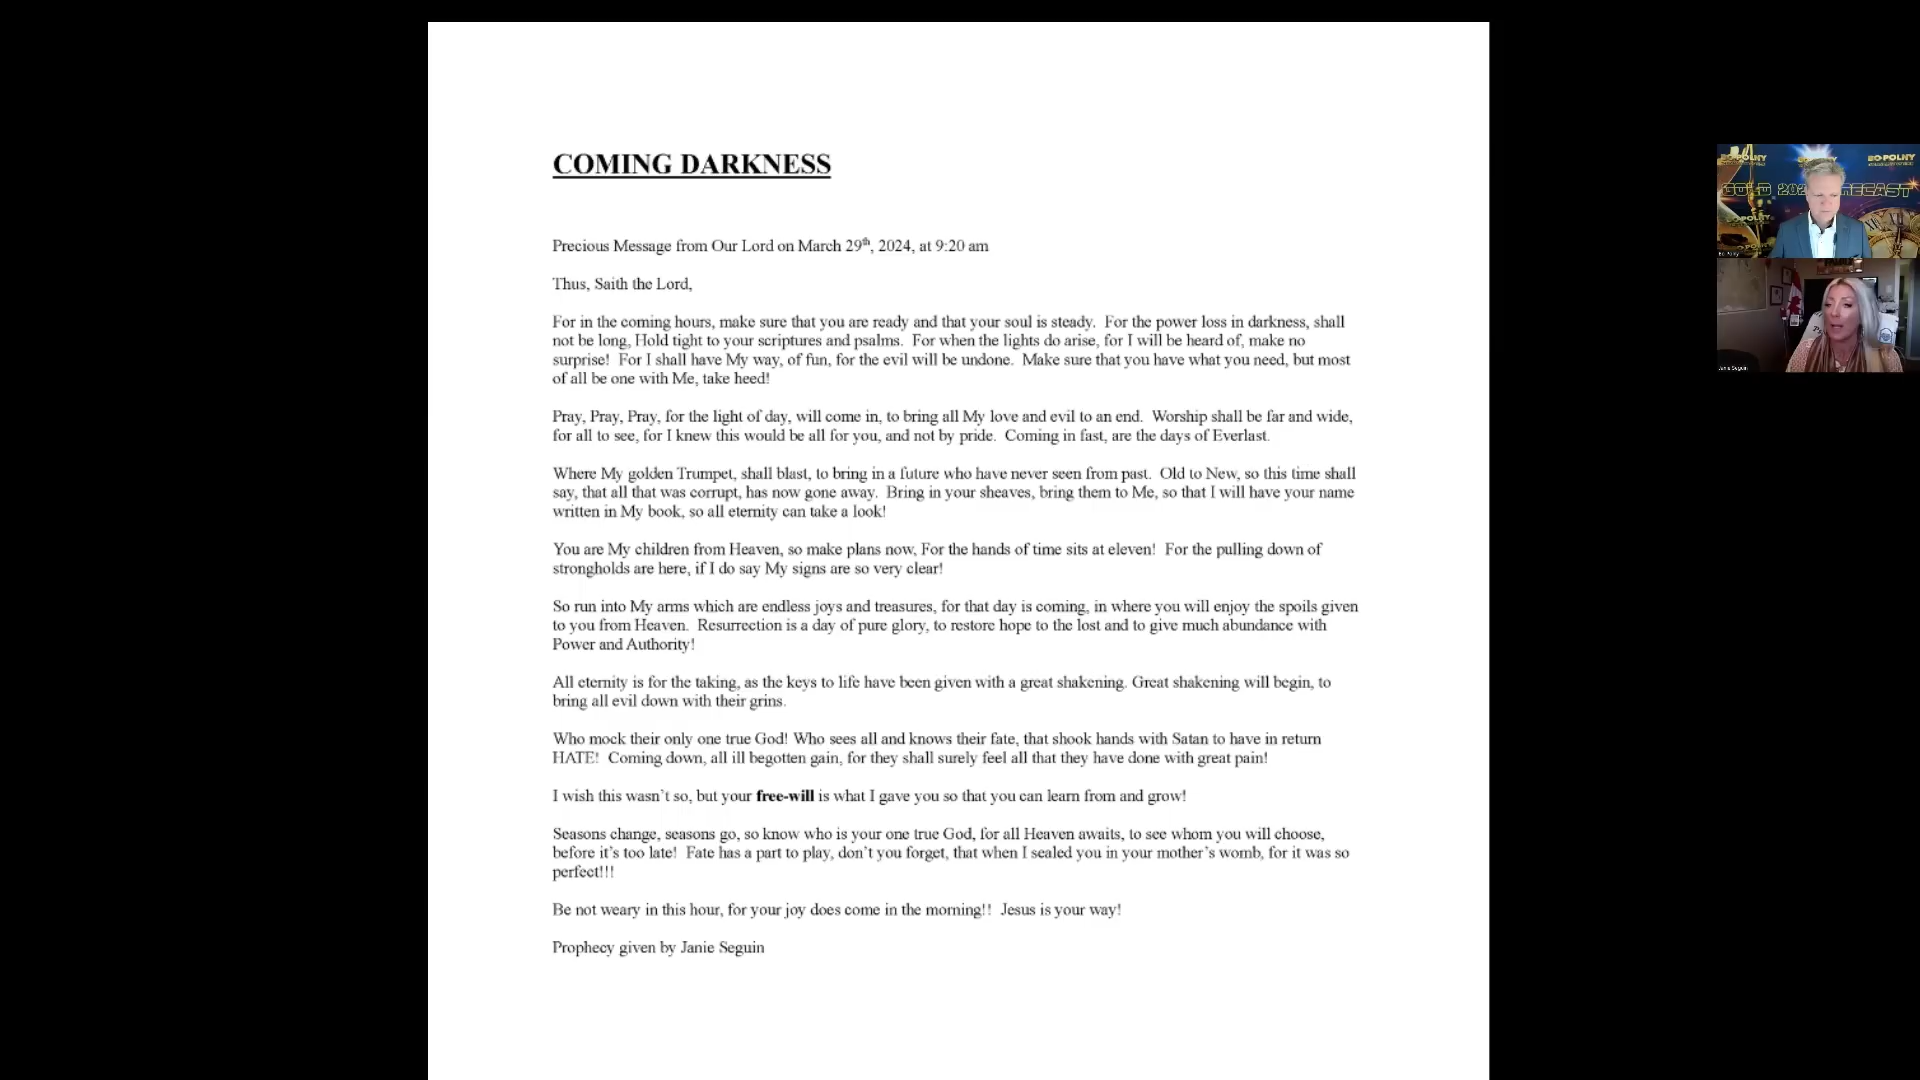 COMING DARKNESS
Precious Message from Our Lord on March 29th, 2024, at 9:20 am
Thus, Saith the Lord,
For in the coming hours, make sure that you are ready and that your soul is steady. For the power loss in darkness, shall
not be long, Hold tight to your scriptures and psalms. For when the lights do arise, for I will be heard of, make no
surprise! For I shall have My way, of fun, for the evil will be undone. Make sure that you have what you need, but most
of all be one with Me, take heed!
Pray, Pray, Pray, for the light of day, will come in, to bring all My love and evil to an end. Worship shall be far and wide,
for all to see, for I knew this would be all for you, and not by pride. Coming in fast, are the days of Everlast.
Where My golden Trumpet, shall blast, to bring in a future who have never seen from past. Old to New, so this time shall
say, that all that was corrupt, has now gone away. Bring in your sheaves, bring them to Me, so that I will have your name
written in My book, so all eternity can take a look!
You are My children from Heaven, so make plans now, For the hands of time sits at eleven! For the pulling down of
strongholds are here, if I do say My signs are so very clear!
So run into My arms which are endless joys and treasures, for that day is coming, in where you will enjoy the spoils given
to you from Heaven. Resurrection is a day of pure glory, to restore hope to the lost and to give much abundance with
Power and Authority!
All eternity is for the taking, as the keys to life have been given with a great shakening. Great shakening will begin, to
bring all evil down with their grins.
Who mock their only one true God! Who sees all and knows their fate, that shook hands with Satan to have in return
HATE! Coming down, all ill begotten gain, for they shall surely feel all that they have done with great pain!
I wish this wasn't so, but your free-will is what I gave you so that you can learn from and grow!
Seasons change, seasons go, so know who is your one true God, for all Heaven awaits, to see whom you will choose,
before it's too late! Fate has a part to play, don't you forget, that when I sealed you in your mother's womb, for it was so
perfect!!!
Be not weary in this hour, for your joy does come in the morning!! Jesus is your way!
Prophecy given by Janie Seguin
BO POLNY
BO POLNY
GOLD
BO POLNY
Bo Polny
Janie Seguin